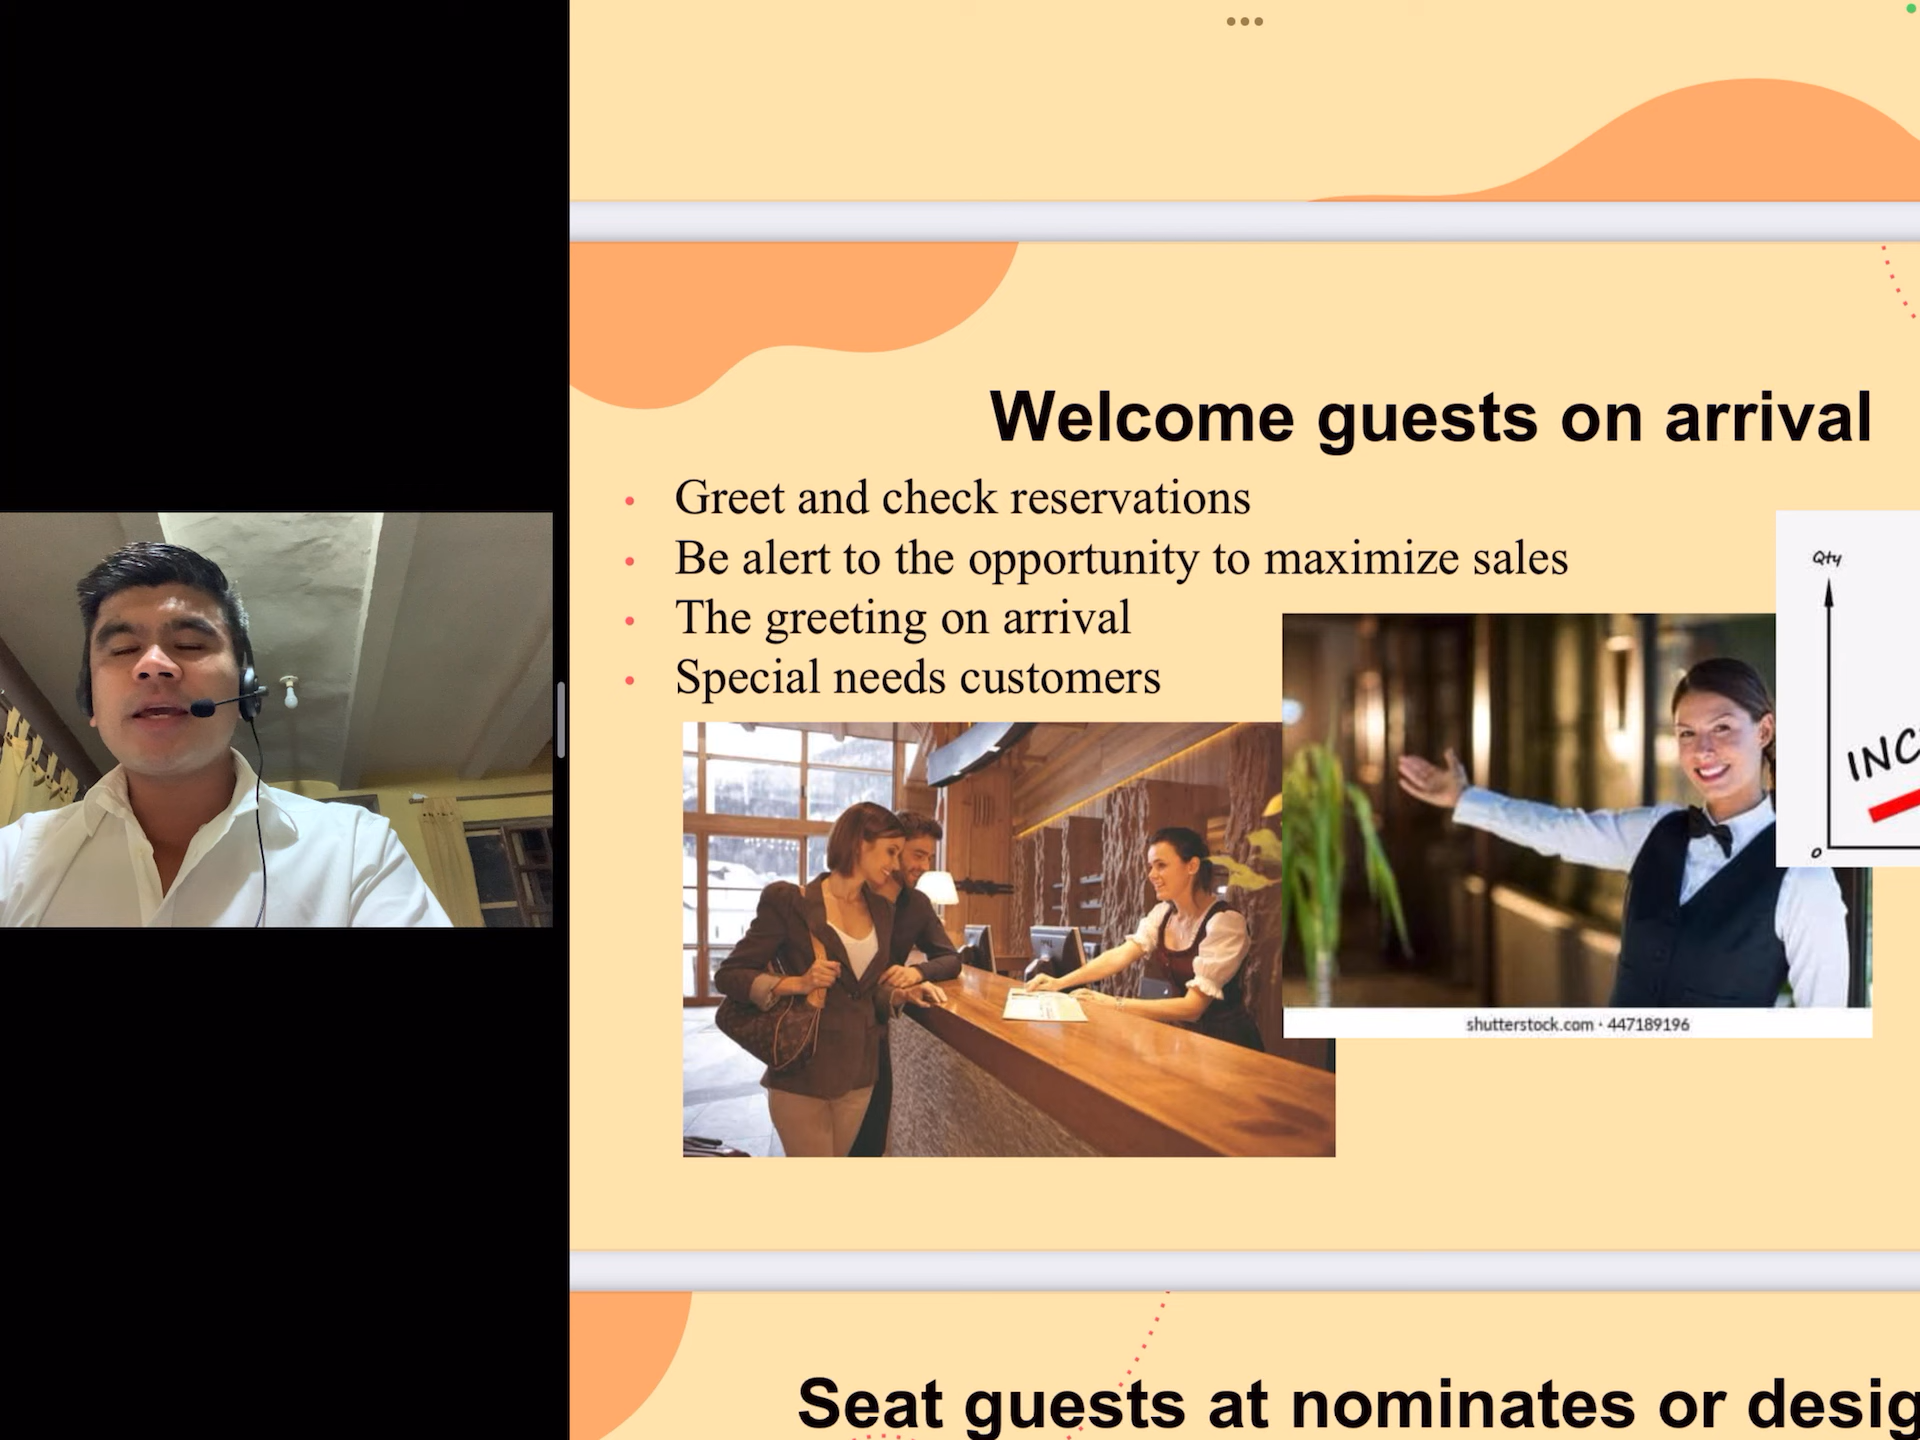 Welcome guests on arrival
• Greet and check reservations
• Be alert to the opportunity to maximize sales
• The greeting on arrival
• Special needs customers
Qty
INC
0
shutterstock.com · 447189196
Seat guests at nominates or desig